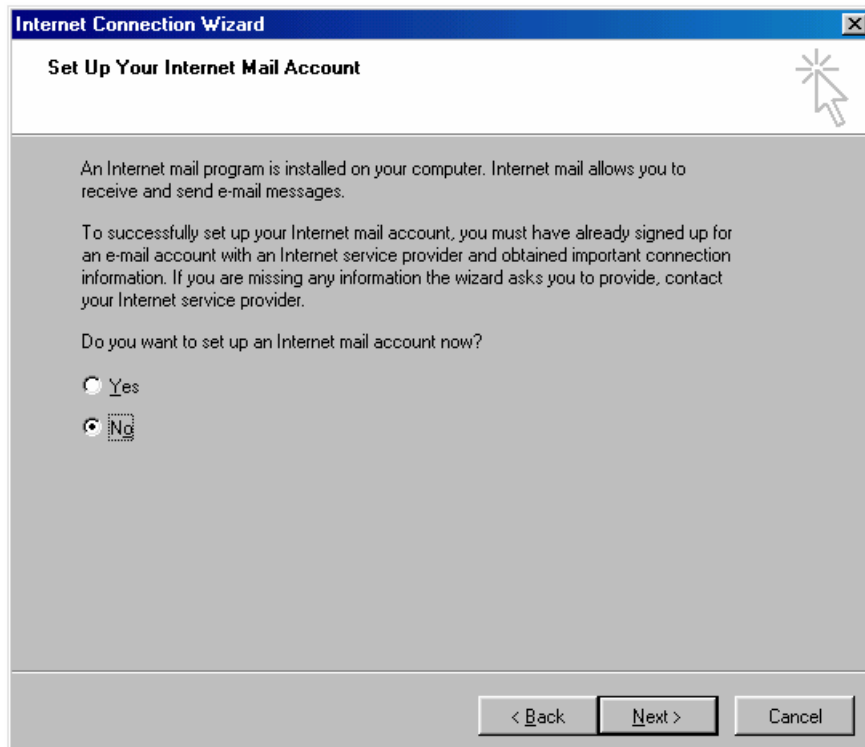 Internet Connection Wizard
Set Up Your Internet Mail Account
An Internet mail program is installed on your computer. Internet mail allows you to
receive and send e-mail messages.
To successfully set up your Internet mail account, you must have already signed up for
an e-mail account with an Internet service provider and obtained important connection
information. If you are missing any information the wizard asks you to provide, contact
your Internet service provider.
Do you want to set up an Internet mail account now?
Yes
No
< Back Next > Cancel